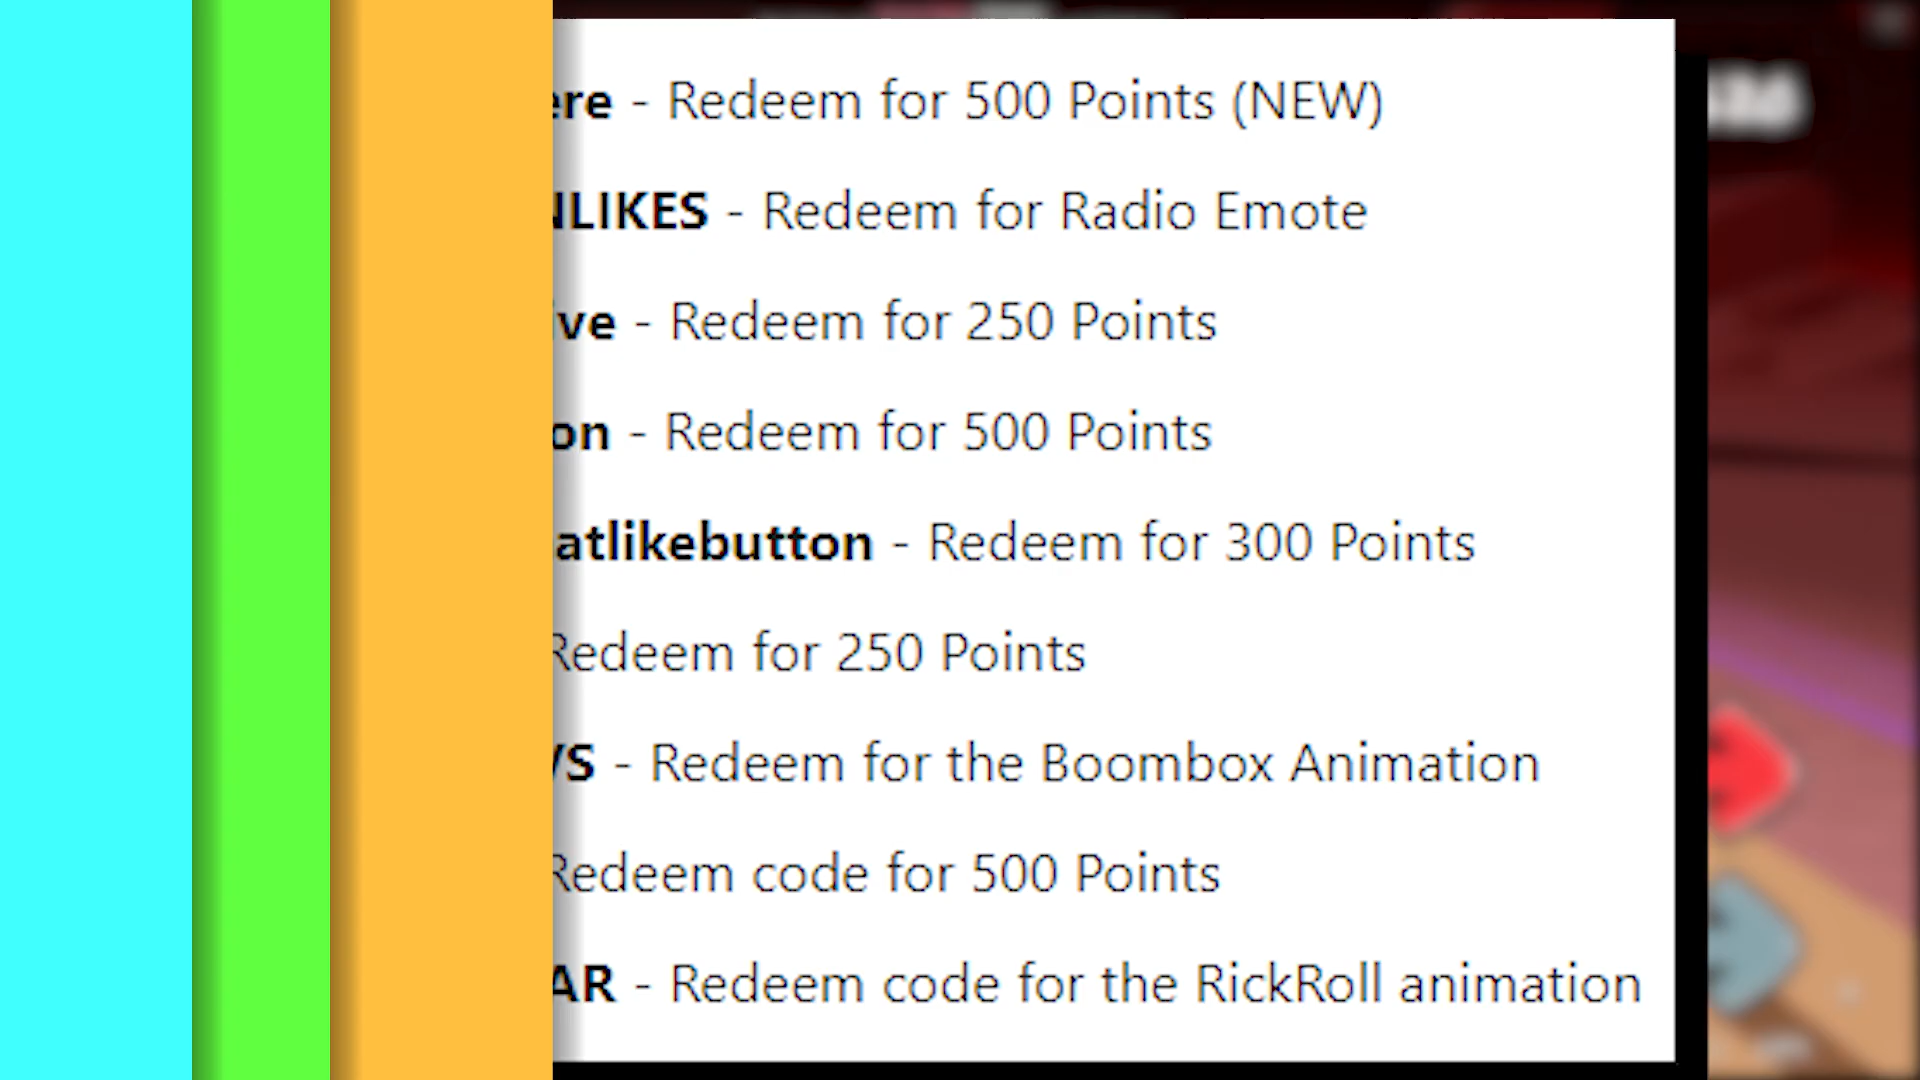 ere - Redeem for 500 Points (NEW)
NLIKES - Redeem for Radio Emote
ve - Redeem for 250 Points
on - Redeem for 500 Points
atlikebutton - Redeem for 300 Points
Redeem for 250 Points
VS - Redeem for the Boombox Animation
Redeem code for 500 Points
AR - Redeem code for the RickRoll animation